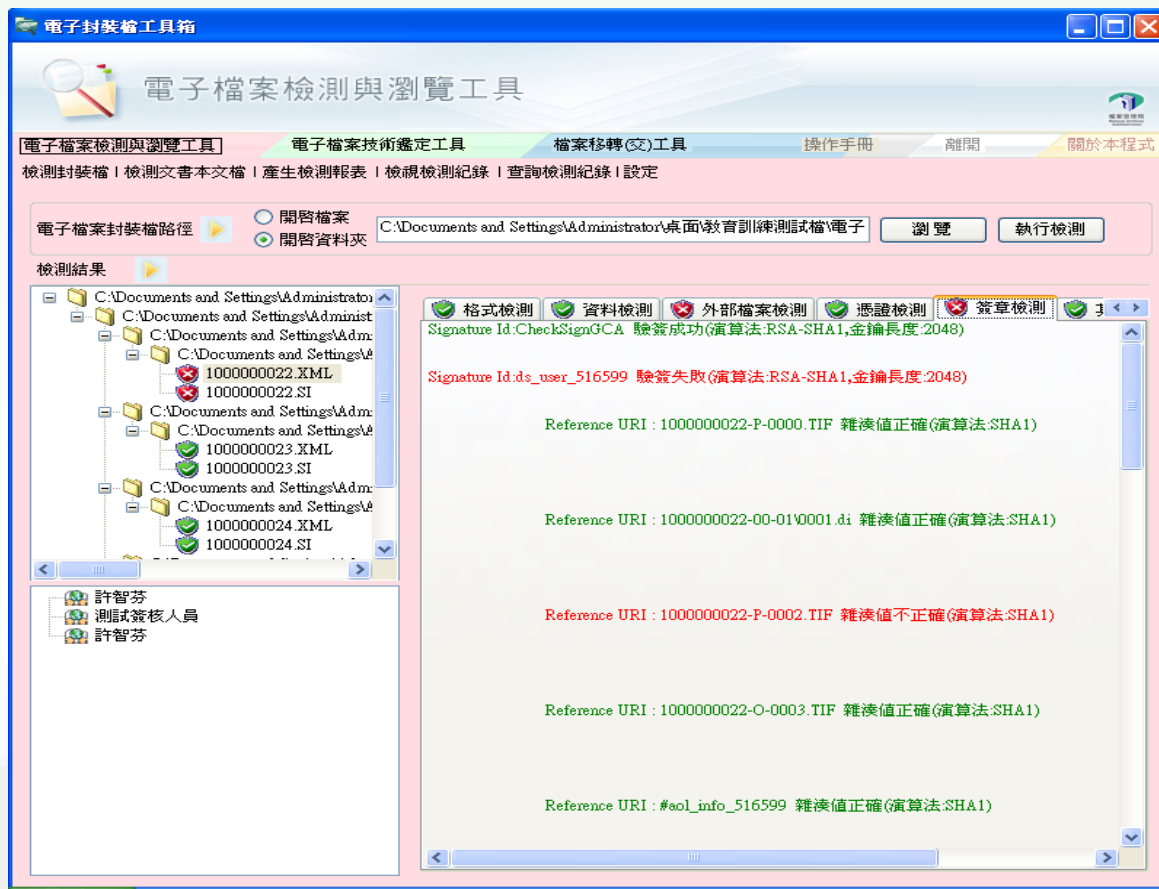 電子封裝檔工具箱
電子檔案檢測與瀏覽工具
檔案管理局
電子檔案檢測與瀏覽工具 電子檔案技術鑑定工具 檔案移轉(交)工具 操作手冊 離開 關於本程式
檢測封裝檔 | 檢測文書本文檔 | 產生檢測報表 | 檢視檢測紀錄 | 查詢檢測紀錄 | 設定
電子檔案封裝檔路徑
開啓檔案
開啓資料夾
C:\Documents and Settings\Administrator\桌面\教育訓練測試檔\電子
瀏覽
執行檢測
檢測結果
C:\Documents and Settings\Administrator
C:\Documents and Settings\Administ
C:\Documents and Settings\Adm
C:\Documents and Settings\A
1000000022.XML
1000000022.SI
C:\Documents and Settings\Adm
C:\Documents and Settings\A
1000000023.XML
1000000023.SI
C:\Documents and Settings\Adm
C:\Documents and Settings\A
1000000024.XML
1000000024.SI
許智芬
測試簽核人員
許智芬
格式檢測 資料檢測 外部檔案檢測 憑證檢測 簽章檢測
Signature Id:CheckSignGCA 驗簽成功(演算法:RSA-SHA1,金鑰長度:2048)
Signature Id:ds_user_516599 驗簽失敗(演算法:RSA-SHA1,金鑰長度:2048)
Reference URI : 1000000022-P-0000.TIF 雜湊值正確(演算法:SHA1)
Reference URI : 1000000022-00-01\0001.di 雜湊值正確(演算法:SHA1)
Reference URI : 1000000022-P-0002.TIF 雜湊值不正確(演算法:SHA1)
Reference URI : 1000000022-O-0003.TIF 雜湊值正確(演算法:SHA1)
Reference URI : #aol_info_516599 雜湊值正確(演算法:SHA1)